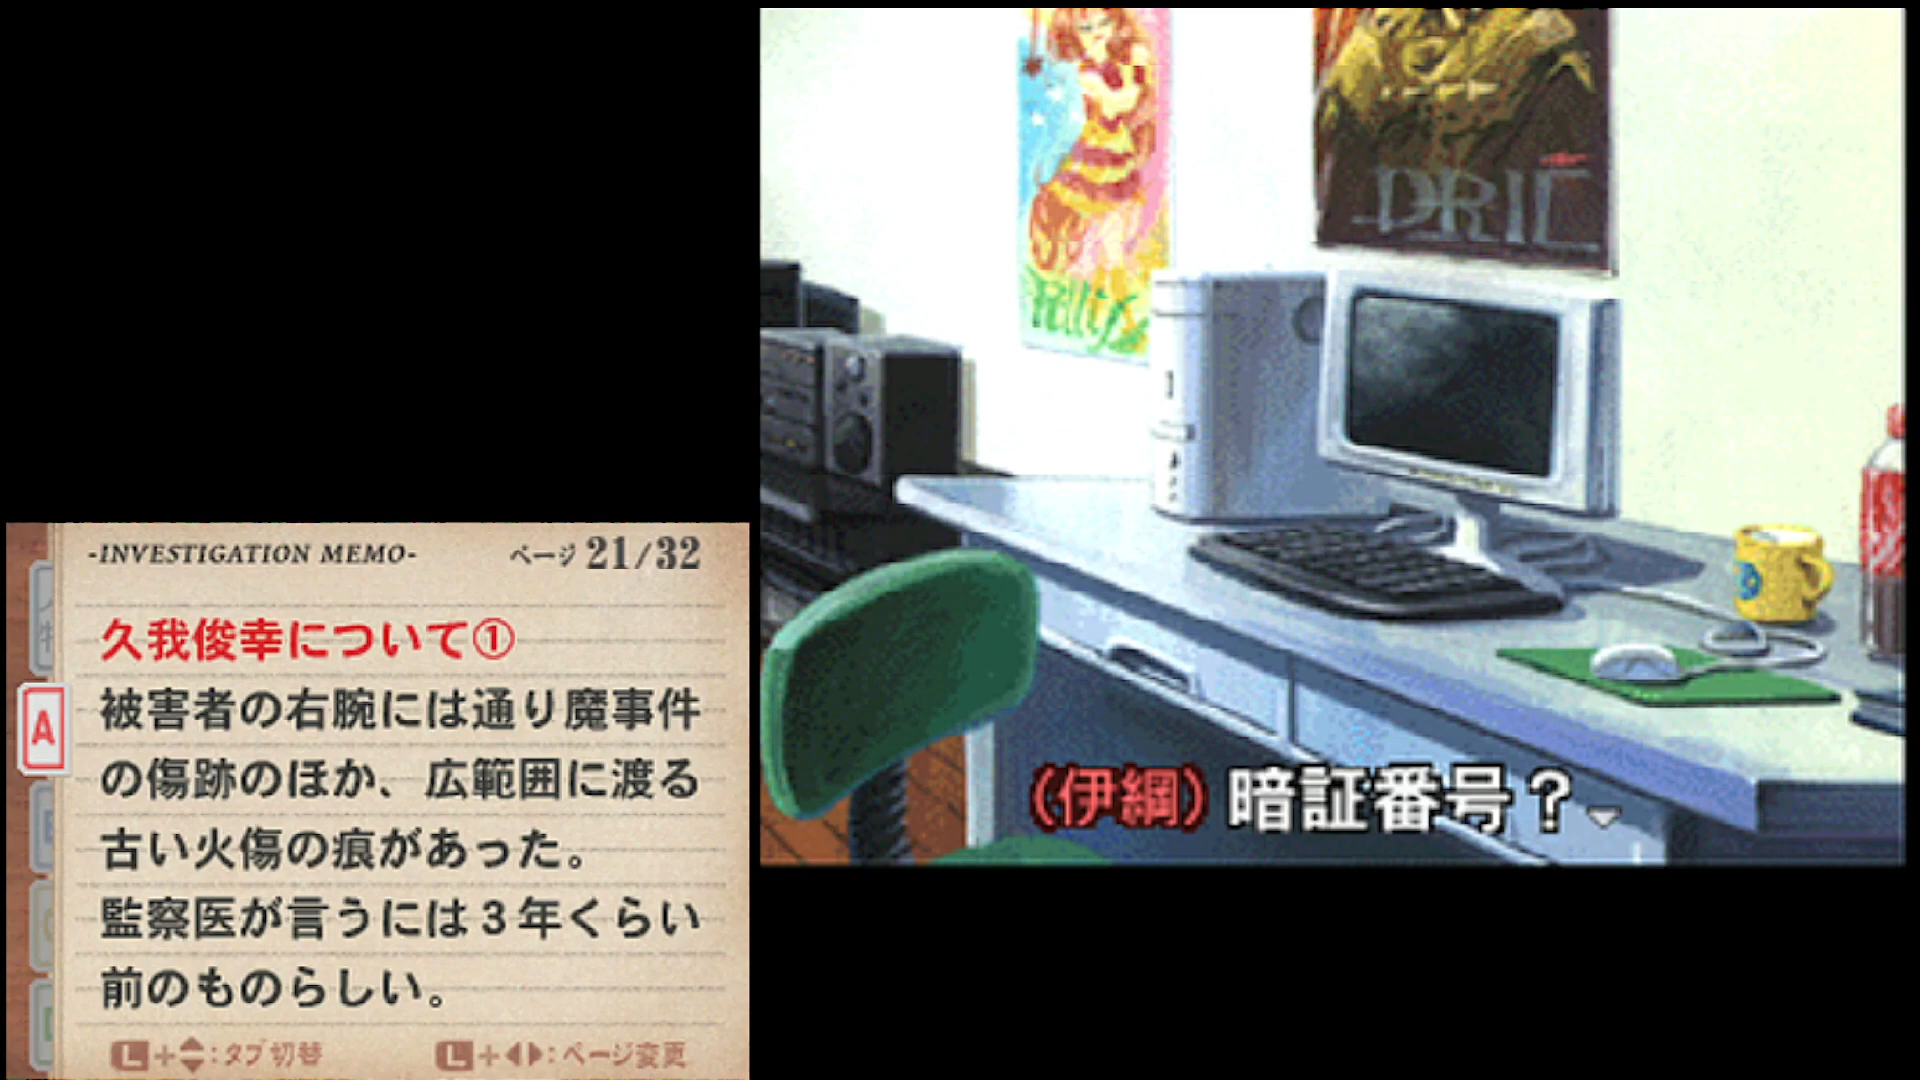 -INVESTIGATION MEMO-
ページ 21/32
久我俊幸について①
被害者の右腕には通り魔事件
の傷跡のほか、広範囲に渡る
古い火傷の痕があった。
監察医が言うには３年くらい
前のものらしい。
A
L+:タブ切替
L+:ページ変更
DRIC
（伊綱）暗証番号？